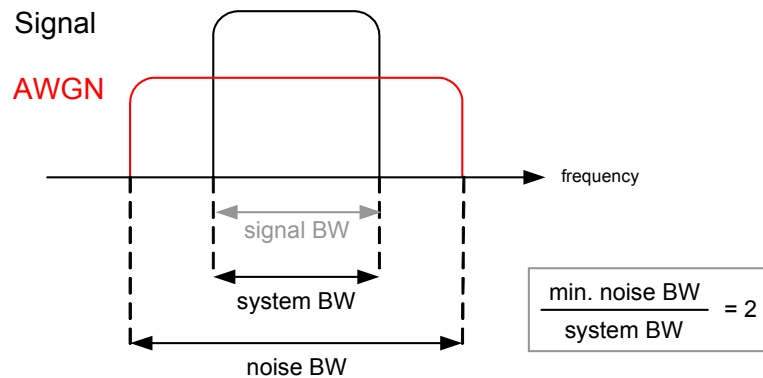 Signal
AWGN
frequency
signal BW
system BW
noise BW
min. noise BW
system BW
= 2